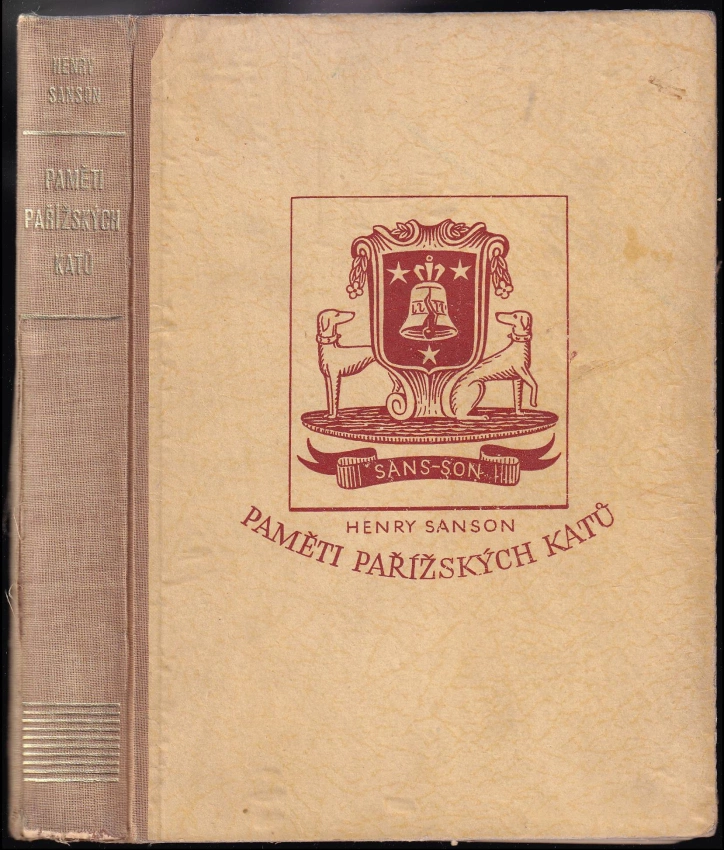 HENRY
SANSON
PAMĚTI
PAŘÍŽSKÝCH
KATŮ
SANS-SON
HENRY SANSON
PAMĚTI PAŘÍŽSKÝCH KATŮ